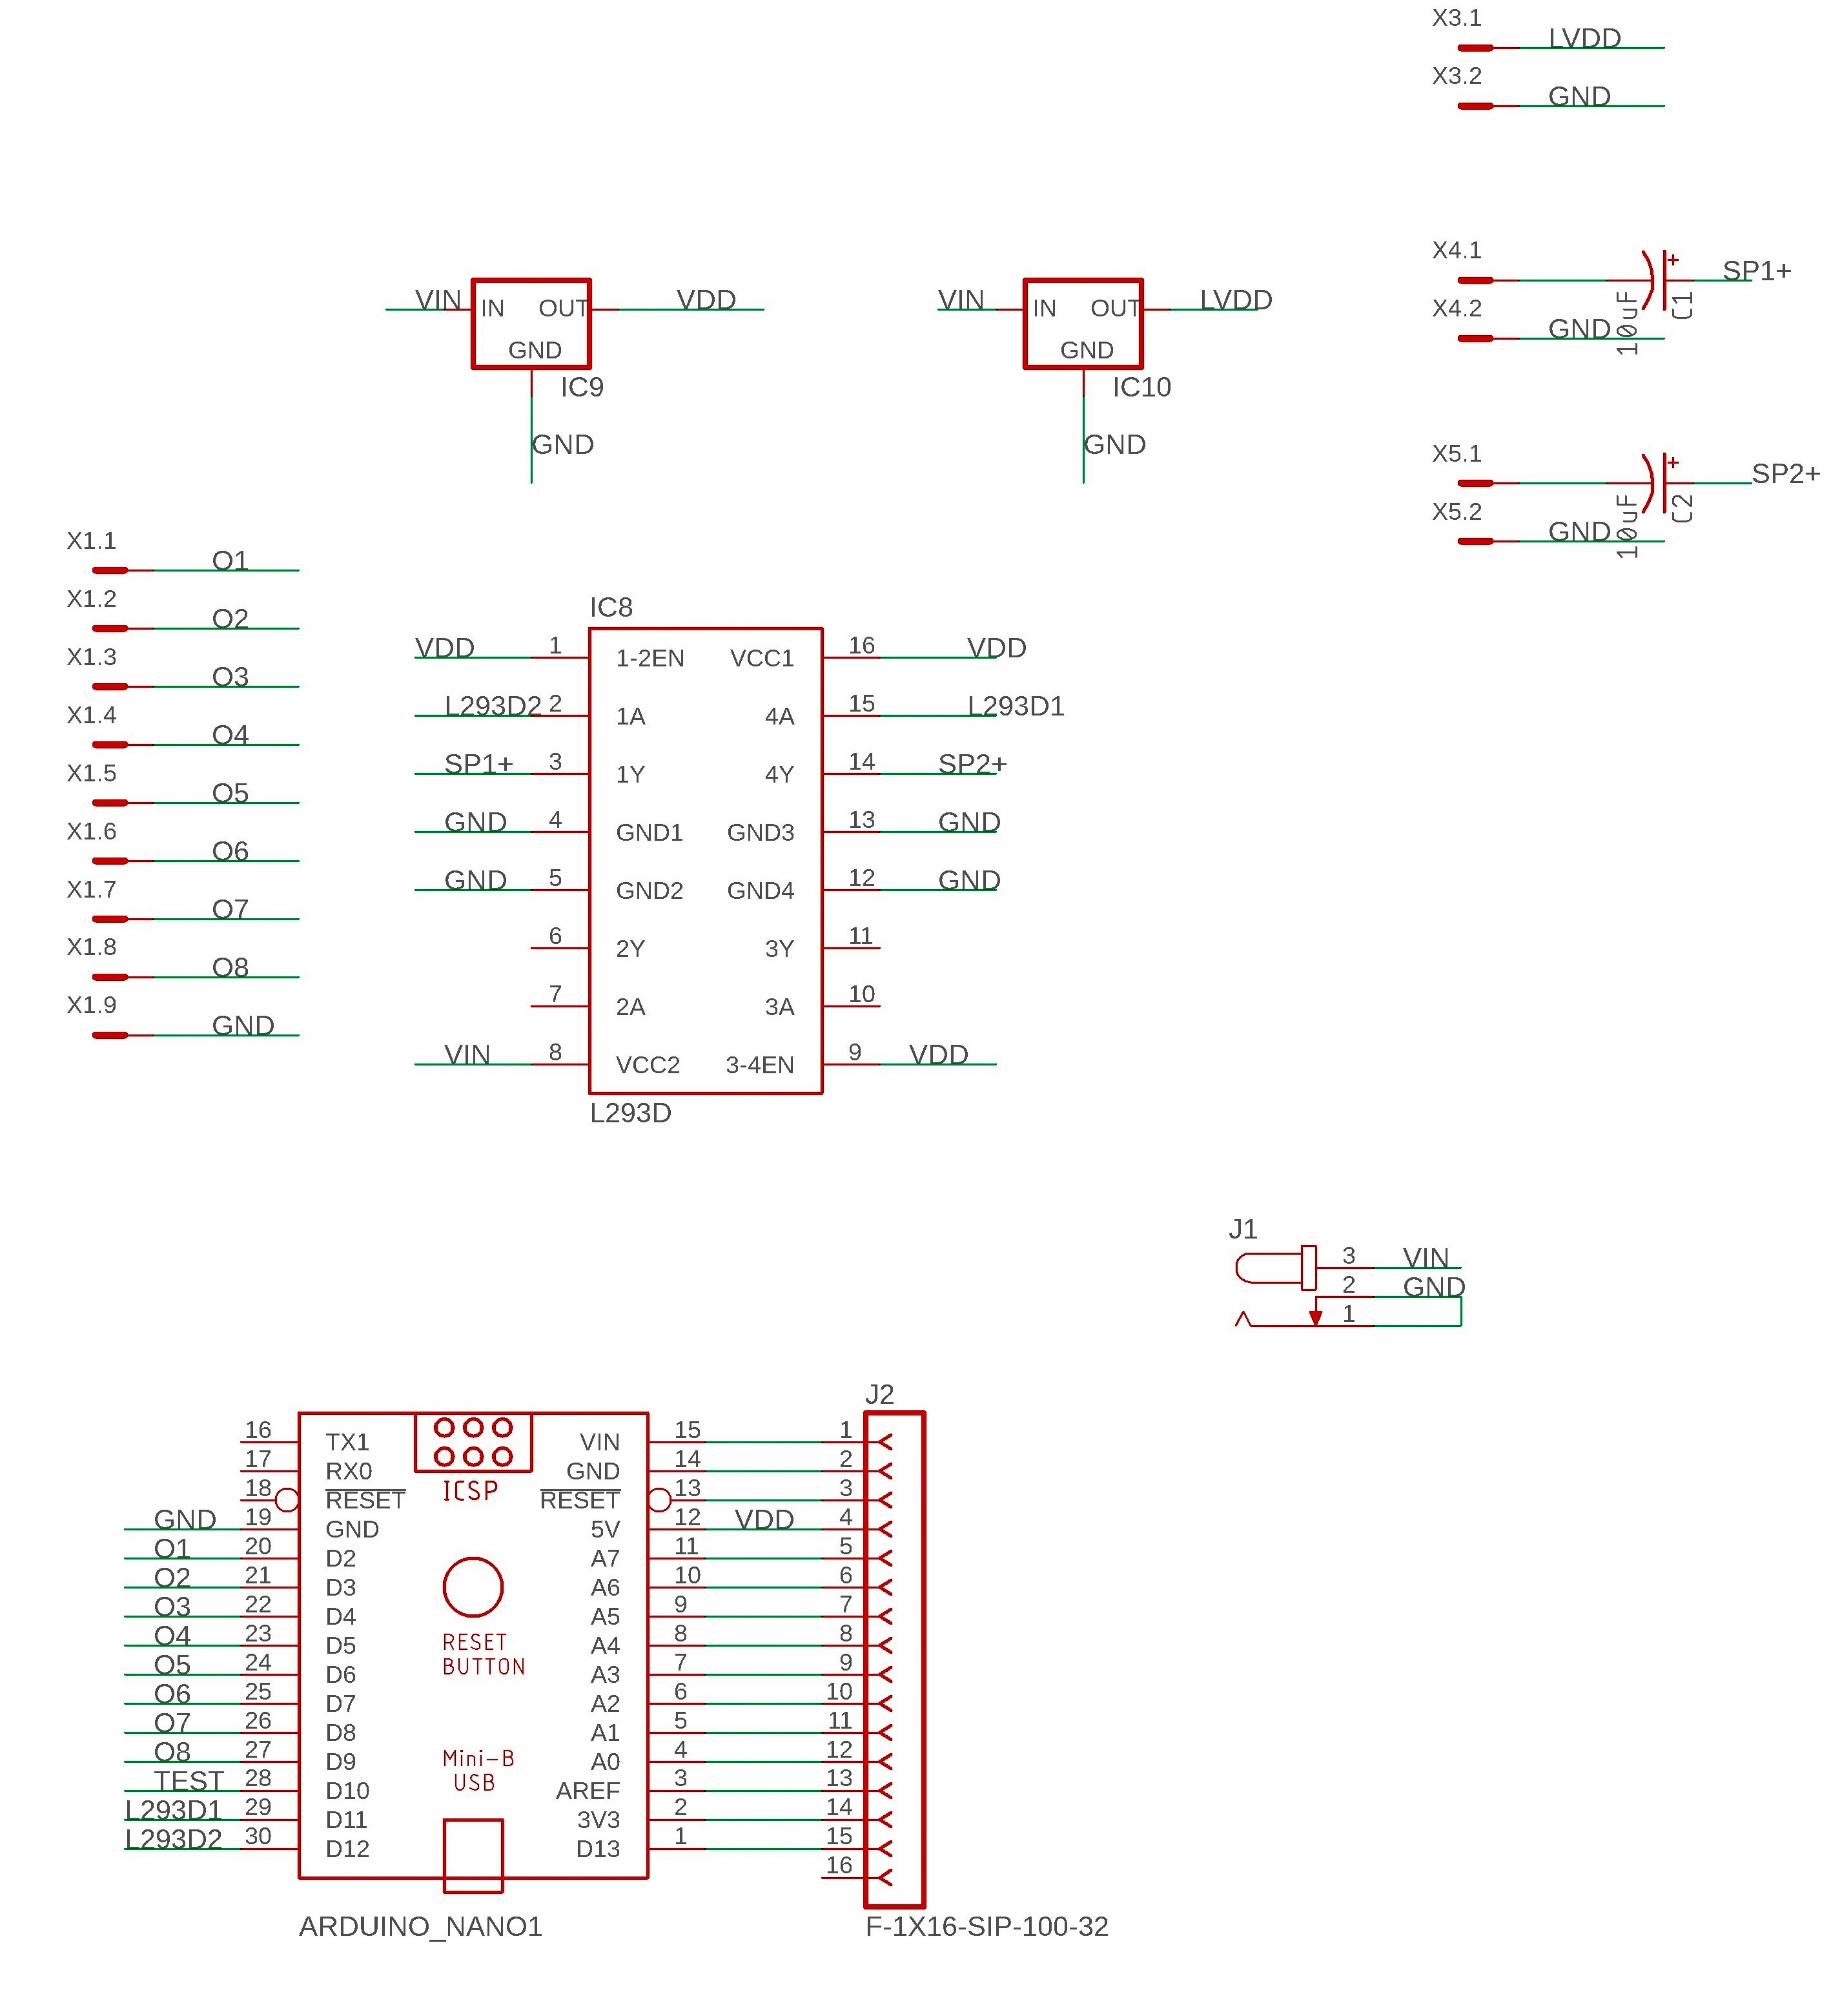 X3.1 LVDD
X3.2 GND
X4.1 + SP1+
X4.2 GND 10uF C1
VIN IN OUT VDD
GND
IC9
GND
VIN IN OUT LVDD
GND
IC10
GND
X5.1 + SP2+
X5.2 GND 10uF C2
X1.1 O1
X1.2 O2
X1.3 O3
X1.4 O4
X1.5 O5
X1.6 O6
X1.7 O7
X1.8 O8
X1.9 GND
IC8
VDD 1 1-2EN VCC1 16 VDD
L293D2 2 1A 4A 15 L293D1
SP1+ 3 1Y 4Y 14 SP2+
GND 4 GND1 GND3 13 GND
GND 5 GND2 GND4 12 GND
6 2Y 3Y 11
7 2A 3A 10
VIN 8 VCC2 3-4EN 9 VDD
L293D
J1
3 VIN
2 GND
1
J2
16 TX1 VIN 15 1
17 RX0 GND 14 2
18 RESET ICSP RESET 13 3
GND 19 GND 5V 12 VDD 4
O1 20 D2 A7 11 5
O2 21 D3 A6 10 6
O3 22 D4 A5 9 7
O4 23 D5 RESET A4 8 8
O5 24 D6 BUTTON A3 7 9
O6 25 D7 A2 6 10
O7 26 D8 A1 5 11
O8 27 D9 Mini-B A0 4 12
TEST 28 D10 USB AREF 3 13
L293D1 29 D11 3V3 2 14
L293D2 30 D12 D13 1 15
16
ARDUINO_NANO1
F-1X16-SIP-100-32